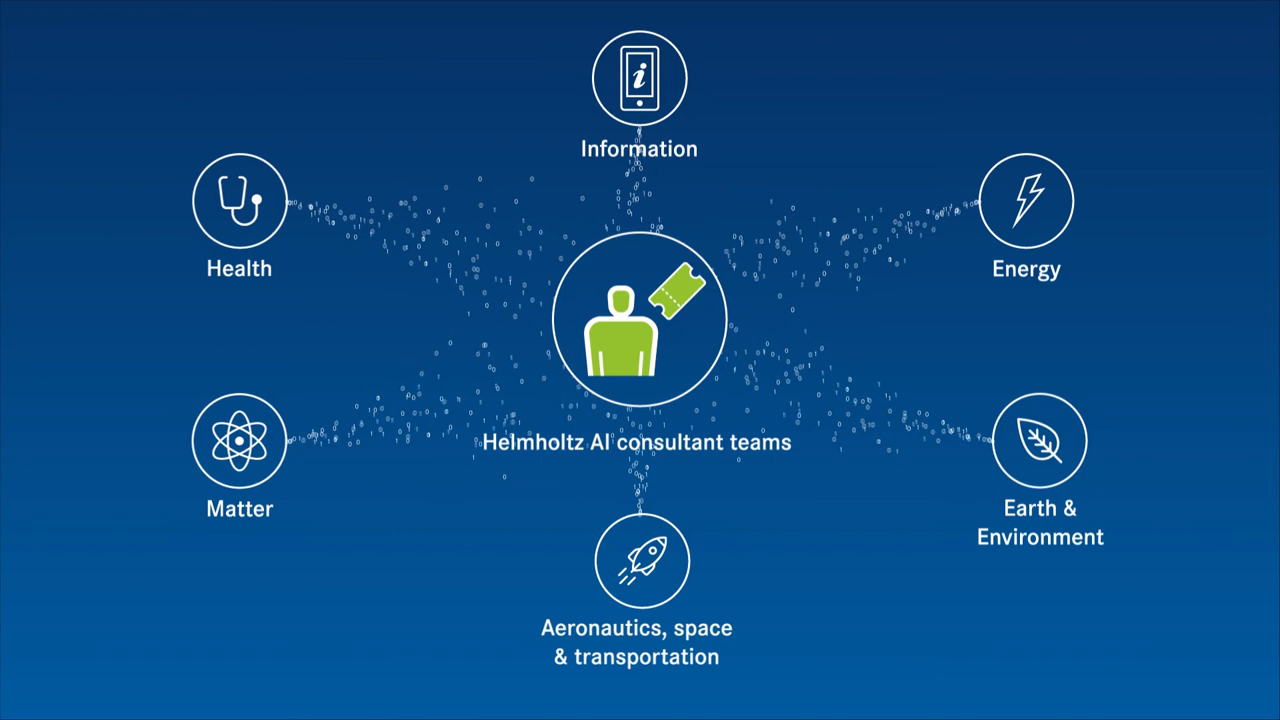 Information
Health
Energy
Helmholtz AI consultant teams
Matter
Earth &
Environment
Aeronautics, space
& transportation